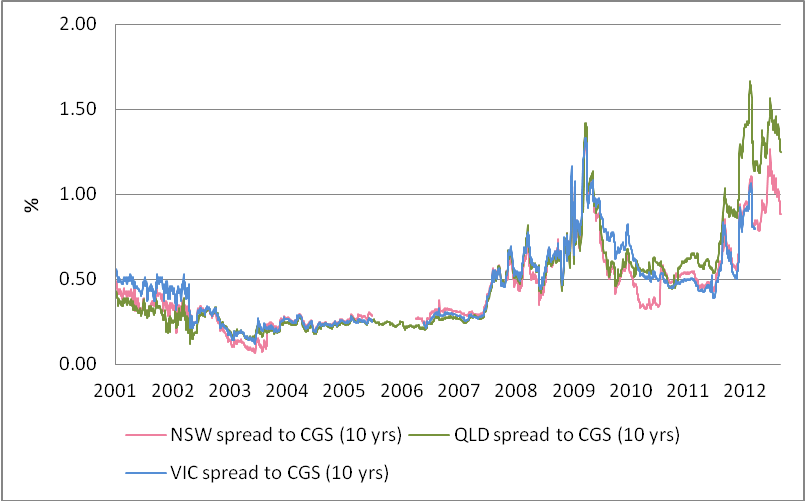 2.00
1.50
1.00
0.50
0.00
%
2001 2002 2003 2004 2005 2006 2007 2008 2009 2010 2011 2012
NSW spread to CGS (10 yrs) QLD spread to CGS (10 yrs)
VIC spread to CGS (10 yrs)